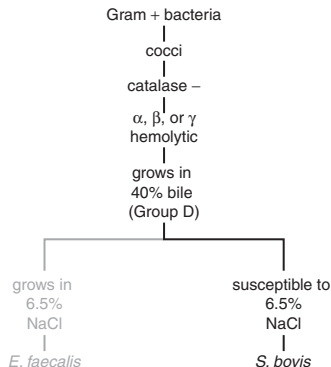 Gram + bacteria
cocci
catalase –
α, β, or γ
hemolytic
grows in
40% bile
(Group D)
grows in
6.5%
NaCl
E. faecalis
susceptible to
6.5%
NaCl
S. bovis